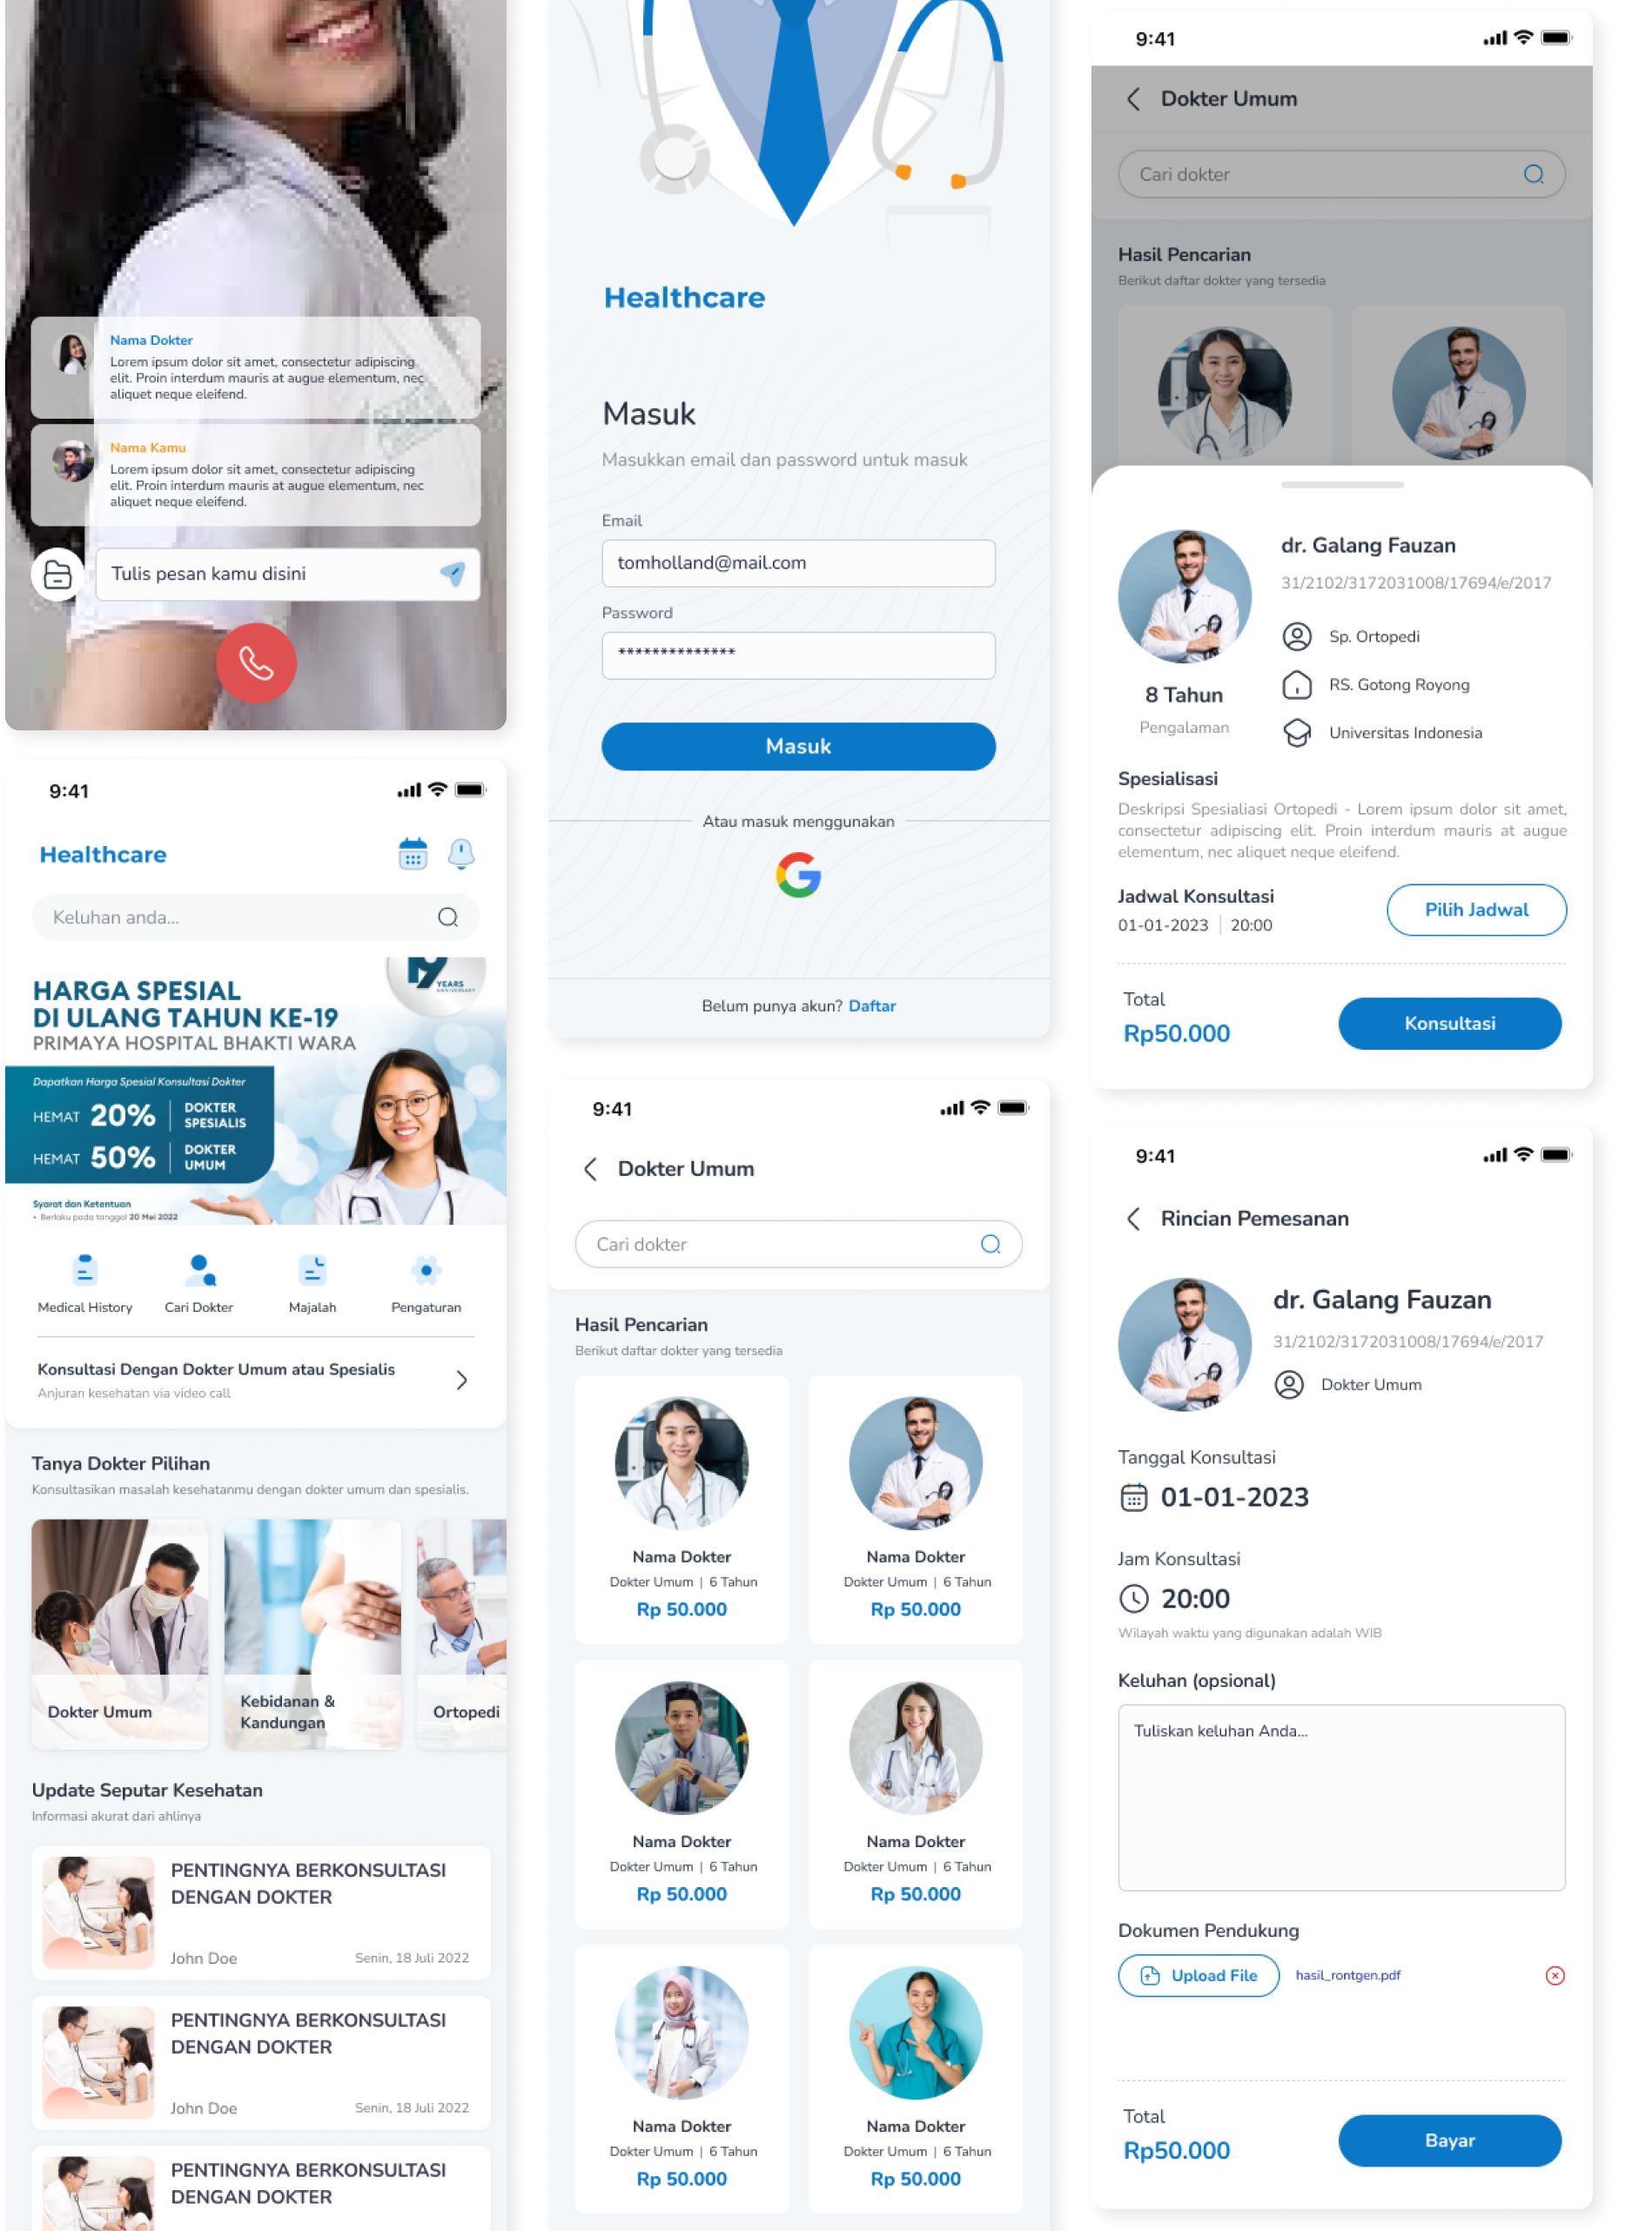 Nama Dokter
Lorem ipsum dolor sit amet, consectetur adipiscing
elit. Proin interdum mauris at augue elementum, nec
aliquet neque eleifend.
Nama Kamu
Lorem ipsum dolor sit amet, consectetur adipiscing
elit. Proin interdum mauris at augue elementum, nec
aliquet neque eleifend.
Tulis pesan kamu disini
9:41
Healthcare
Keluhan anda...
19 YEARS
ANNIVERSARY
HARGA SPESIAL
DI ULANG TAHUN KE-19
PRIMAYA HOSPITAL BHAKTI WARA
Dapatkan Harga Spesial Konsultasi Dokter
HEMAT 20% DOKTER SPESIALIS
HEMAT 50% DOKTER UMUM
Syarat dan Ketentuan
• Berlaku pada tanggal 20 Mei 2022
Medical History
Cari Dokter
Majalah
Pengaturan
Konsultasi Dengan Dokter Umum atau Spesialis
Anjuran kesehatan via video call
Tanya Dokter Pilihan
Konsultasikan masalah kesehatanmu dengan dokter umum dan spesialis.
Dokter Umum
Kebidanan &
Kandungan
Ortopedi
Update Seputar Kesehatan
Informasi akurat dari ahlinya
PENTINGNYA BERKONSULTASI
DENGAN DOKTER
John Doe
Senin, 18 Juli 2022
PENTINGNYA BERKONSULTASI
DENGAN DOKTER
John Doe
Senin, 18 Juli 2022
PENTINGNYA BERKONSULTASI
DENGAN DOKTER
Healthcare
Masuk
Masukkan email dan password untuk masuk
Email
tomholland@mail.com
Password
**************
Masuk
Atau masuk menggunakan
G
Belum punya akun? Daftar
9:41
Dokter Umum
Cari dokter
Hasil Pencarian
Berikut daftar dokter yang tersedia
Nama Dokter
Dokter Umum | 6 Tahun
Rp 50.000
Nama Dokter
Dokter Umum | 6 Tahun
Rp 50.000
Nama Dokter
Dokter Umum | 6 Tahun
Rp 50.000
Nama Dokter
Dokter Umum | 6 Tahun
Rp 50.000
Nama Dokter
Dokter Umum | 6 Tahun
Rp 50.000
Nama Dokter
Dokter Umum | 6 Tahun
Rp 50.000
9:41
Dokter Umum
Cari dokter
Hasil Pencarian
Berikut daftar dokter yang tersedia
dr. Galang Fauzan
31/2102/3172031008/17694/e/2017
Sp. Ortopedi
RS. Gotong Royong
Universitas Indonesia
8 Tahun
Pengalaman
Spesialisasi
Deskripsi Spesialiasi Ortopedi - Lorem ipsum dolor sit amet,
consectetur adipiscing elit. Proin interdum mauris at augue
elementum, nec aliquet neque eleifend.
Jadwal Konsultasi
01-01-2023 | 20:00
Pilih Jadwal
Total
Rp50.000
Konsultasi
9:41
Rincian Pemesanan
dr. Galang Fauzan
31/2102/3172031008/17694/e/2017
Dokter Umum
Tanggal Konsultasi
01-01-2023
Jam Konsultasi
20:00
Wilayah waktu yang digunakan adalah WIB
Keluhan (opsional)
Tuliskan keluhan Anda...
Dokumen Pendukung
Upload File
hasil_rontgen.pdf
Total
Rp50.000
Bayar